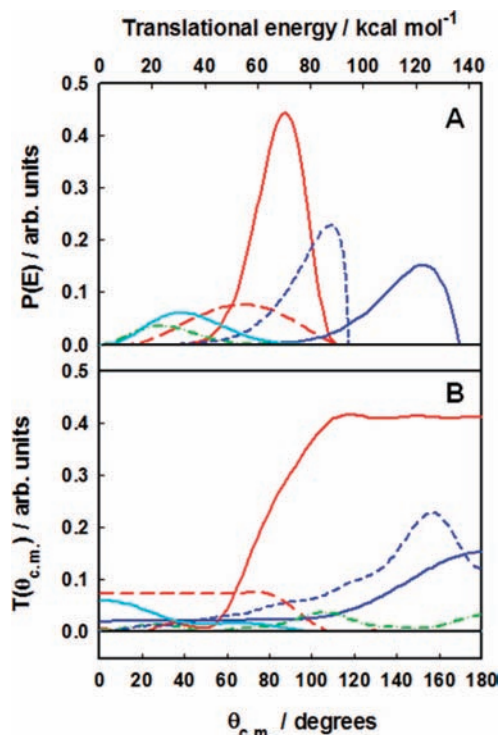 Translational energy / kcal mol⁻¹
0 20 40 60 80 100 120 140
0.5
A
0.4
0.3
0.2
0.1
0.0
P(E) / arb. units
0.5
B
0.4
0.3
0.2
0.1
0.0
T(θc.m.) / arb. units
0 20 40 60 80 100 120 140 160 180
θc.m. / degrees